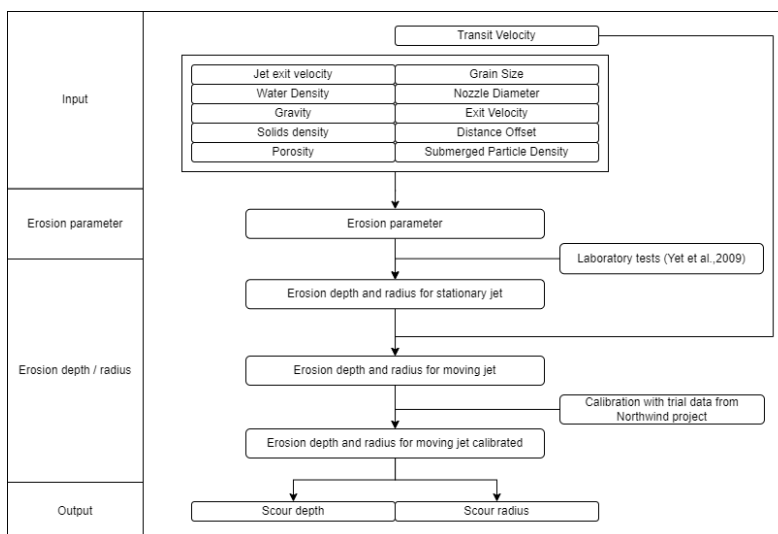 Transit Velocity
Input
Jet exit velocity
Grain Size
Water Density
Nozzle Diameter
Gravity
Exit Velocity
Solids density
Distance Offset
Porosity
Submerged Particle Density
Erosion parameter
Erosion parameter
Laboratory tests (Yet et al.,2009)
Erosion depth / radius
Erosion depth and radius for stationary jet
Erosion depth and radius for moving jet
Calibration with trial data from
Northwind project
Erosion depth and radius for moving jet calibrated
Output
Scour depth
Scour radius